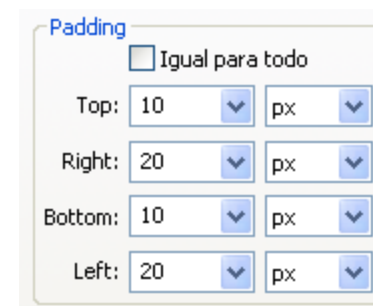 Padding
Igual para todo
Top: 10 px
Right: 20 px
Bottom: 10 px
Left: 20 px